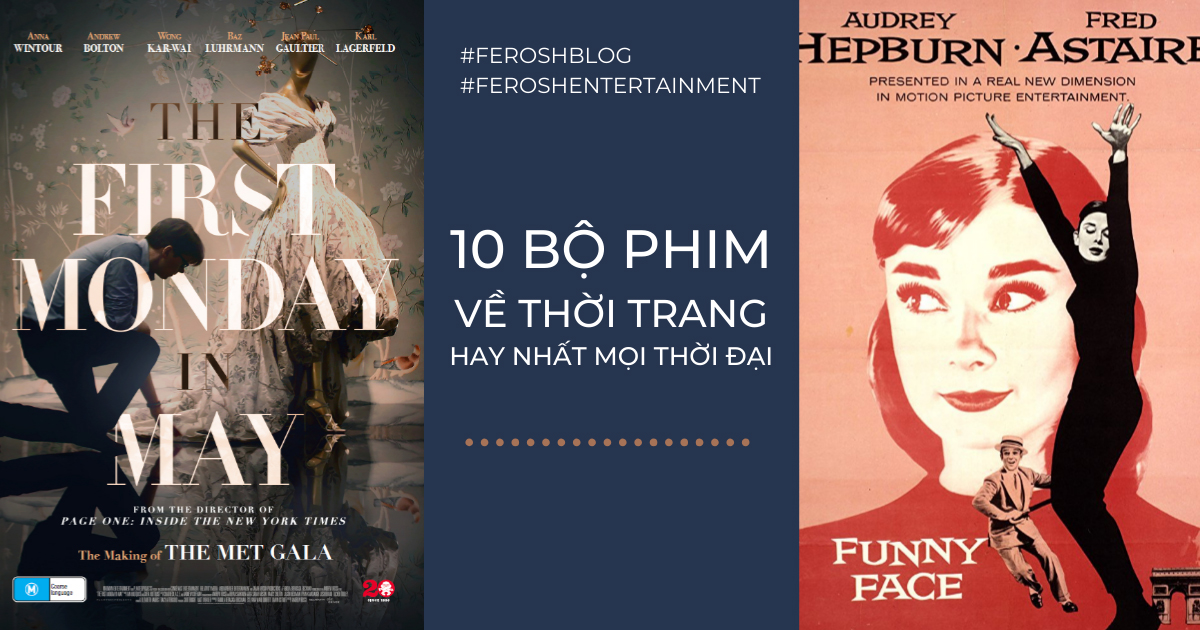 Anna WINTOUR
Andrew BOLTON
Wong KAR-WAI
Baz LUHRMANN
Jean Paul GAULTIER
Karl LAGERFELD
THE
FIRST
MONDAY
IN
MAY
FROM THE DIRECTOR OF
PAGE ONE: INSIDE THE NEW YORK TIMES
The Making of THE MET GALA
M
Coarse
language
#FEROSHBLOG
#FEROSHENTERTAINMENT
10 BỘ PHIM
VỀ THỜI TRANG
HAY NHẤT MỌI THỜI ĐẠI
AUDREY FRED
HEPBURN · ASTAIRE
PRESENTED IN A REAL NEW DIMENSION
IN MOTION PICTURE ENTERTAINMENT.
FUNNY
FACE